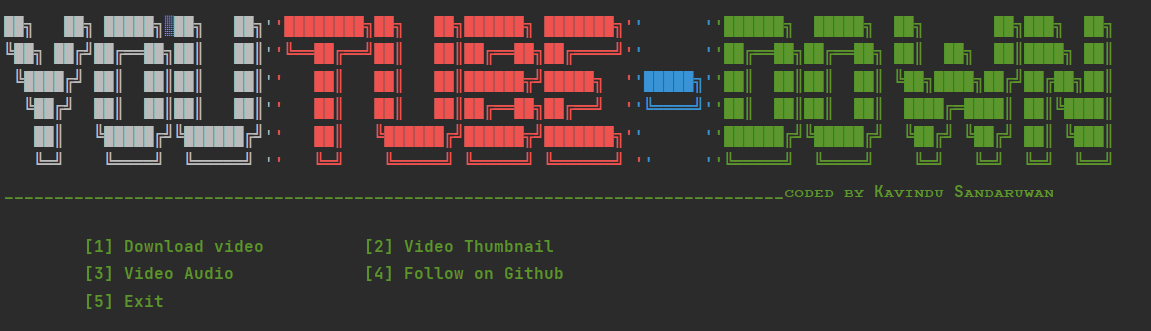 YOUTUBE-DOWN
CODED BY KAVINDU SANDARUWAN
[1] Download video [2] Video Thumbnail
[3] Video Audio [4] Follow on Github
[5] Exit